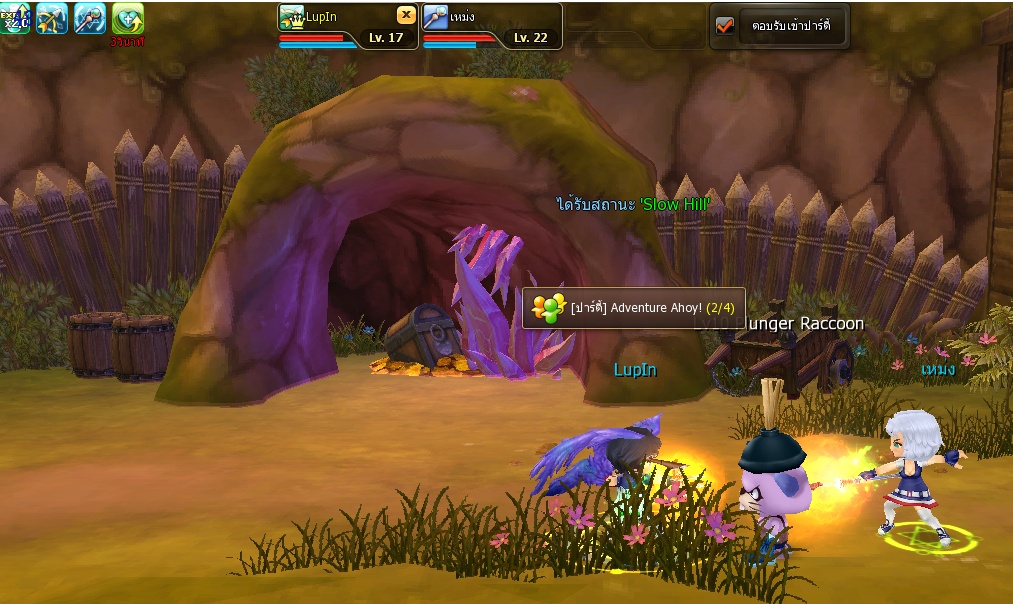 EXP
x2.0
3วินาที
LupIn
Lv. 17
เหม่ง
Lv. 22
ตอบรับเข้าปาร์ตี้
ได้รับสถานะ 'Slow Hill'
[ปาร์ตี้] Adventure Ahoy! (2/4)
Raccoon
LupIn
เหม่ง